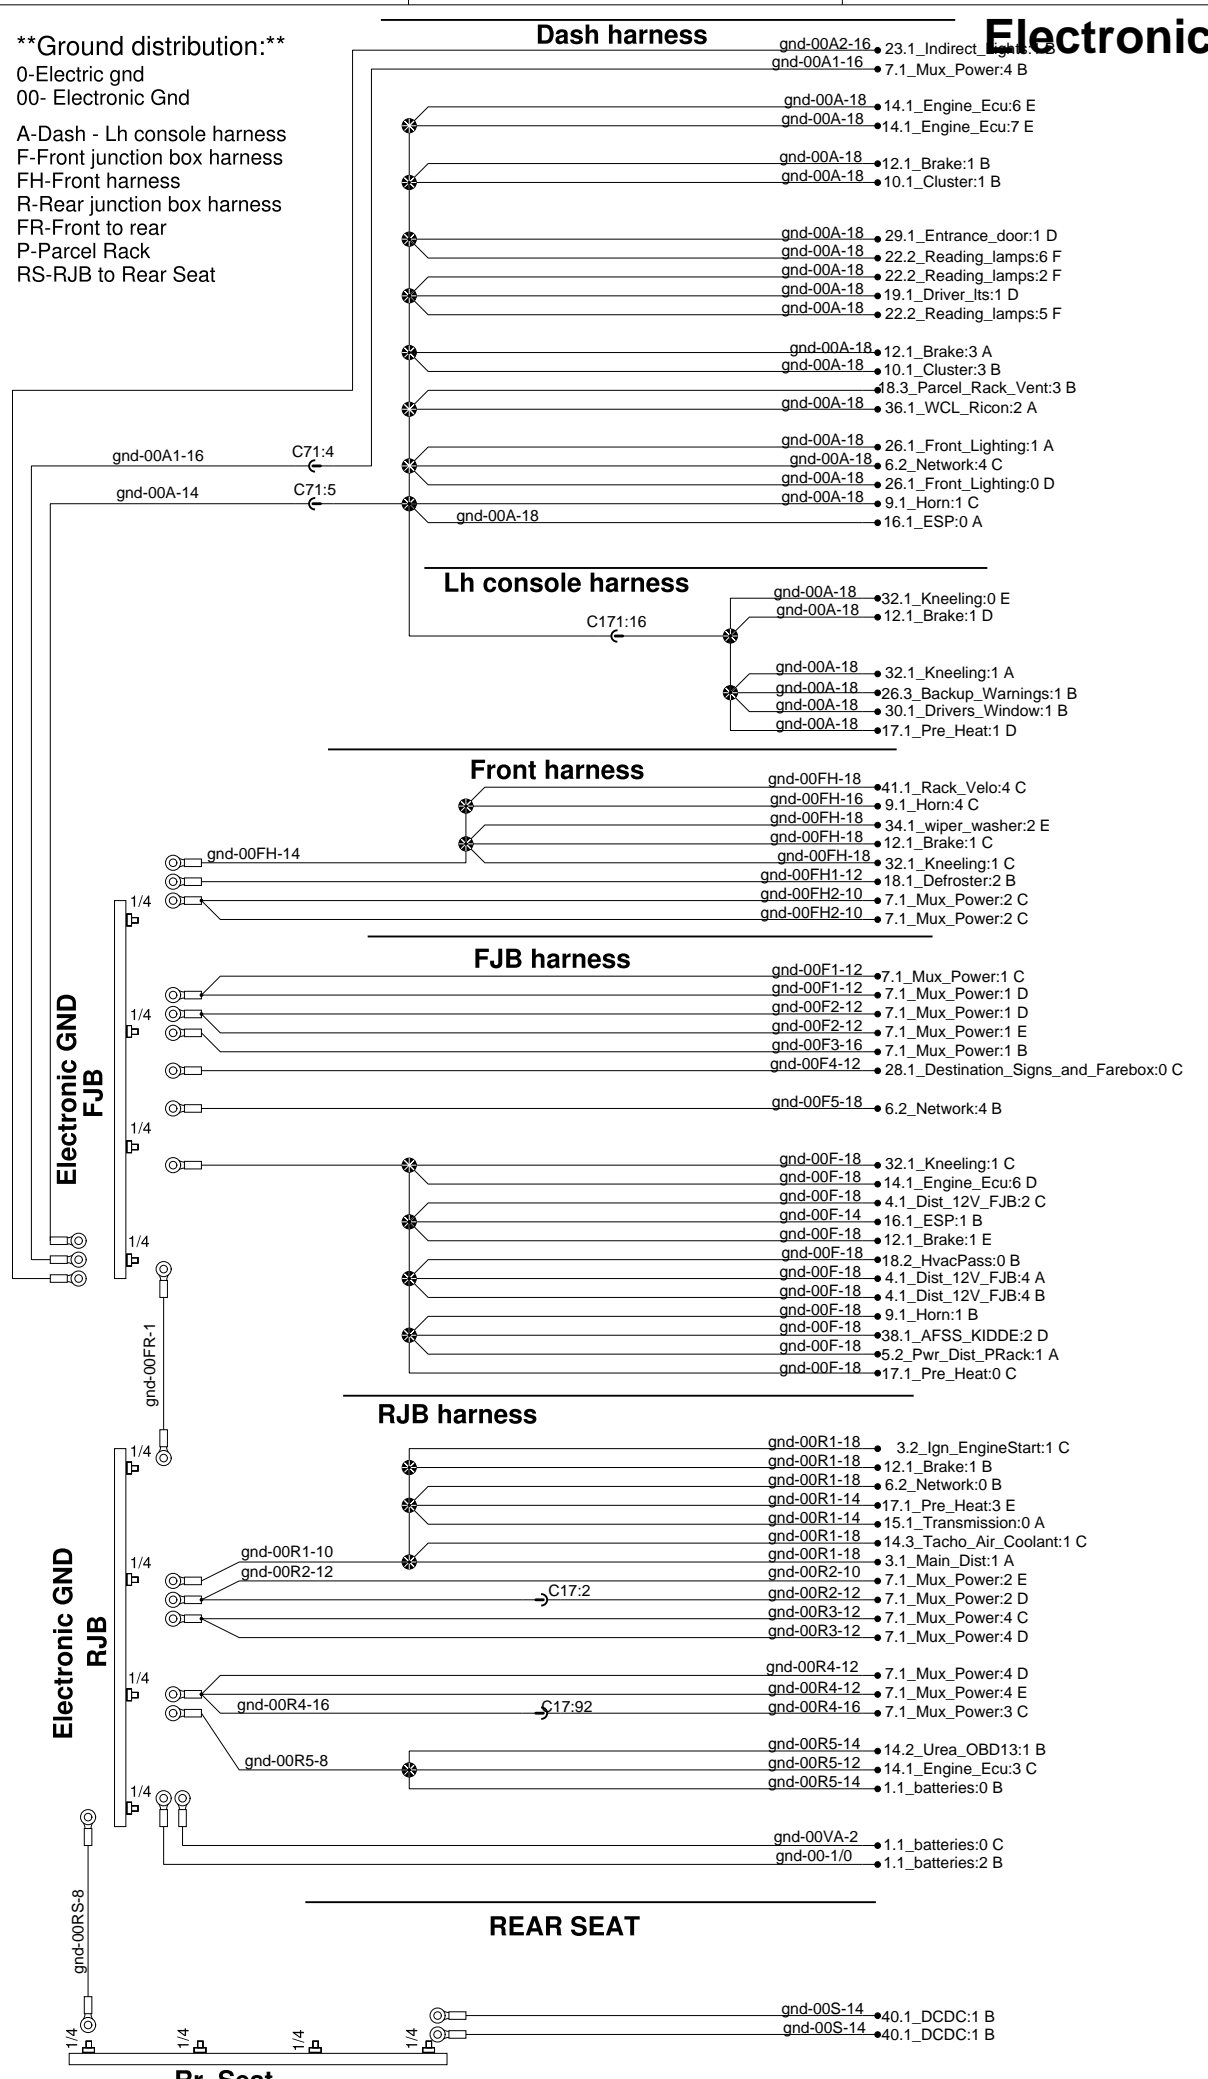 **Ground distribution:**
0-Electric gnd
00- Electronic Gnd
A-Dash - Lh console harness
F-Front junction box harness
FH-Front harness
R-Rear junction box harness
FR-Front to rear
P-Parcel Rack
RS-RJB to Rear Seat
Electronic
Dash harness
gnd-00A2-16 23.1_Indirect_Lights:1 B
gnd-00A1-16 7.1_Mux_Power:4 B
gnd-00A-18 14.1_Engine_Ecu:6 E
gnd-00A-18 14.1_Engine_Ecu:7 E
gnd-00A-18 12.1_Brake:1 B
gnd-00A-18 10.1_Cluster:1 B
gnd-00A-18 29.1_Entrance_door:1 D
gnd-00A-18 22.2_Reading_lamps:6 F
gnd-00A-18 22.2_Reading_lamps:2 F
gnd-00A-18 19.1_Driver_lts:1 D
gnd-00A-18 22.2_Reading_lamps:5 F
gnd-00A-18 12.1_Brake:3 A
gnd-00A-18 10.1_Cluster:3 B
18.3_Parcel_Rack_Vent:3 B
gnd-00A-18 36.1_WCL_Ricon:2 A
gnd-00A-18 26.1_Front_Lighting:1 A
gnd-00A1-16 C71:4 gnd-00A-18 6.2_Network:4 C
gnd-00A-18 26.1_Front_Lighting:0 D
gnd-00A-14 C71:5 gnd-00A-18 9.1_Horn:1 C
gnd-00A-18 16.1_ESP:0 A
Lh console harness
gnd-00A-18 32.1_Kneeling:0 E
gnd-00A-18 12.1_Brake:1 D
C171:16
gnd-00A-18 32.1_Kneeling:1 A
gnd-00A-18 26.3_Backup_Warnings:1 B
gnd-00A-18 30.1_Drivers_Window:1 B
gnd-00A-18 17.1_Pre_Heat:1 D
Front harness
gnd-00FH-18 41.1_Rack_Velo:4 C
gnd-00FH-16 9.1_Horn:4 C
gnd-00FH-18 34.1_wiper_washer:2 E
gnd-00FH-18 12.1_Brake:1 C
gnd-00FH-14 gnd-00FH-18 32.1_Kneeling:1 C
gnd-00FH1-12 18.1_Defroster:2 B
1/4 gnd-00FH2-10 7.1_Mux_Power:2 C
gnd-00FH2-10 7.1_Mux_Power:2 C
FJB harness
Electronic GND
FJB
gnd-00F1-12 7.1_Mux_Power:1 C
gnd-00F1-12 7.1_Mux_Power:1 D
1/4 gnd-00F2-12 7.1_Mux_Power:1 D
gnd-00F2-12 7.1_Mux_Power:1 E
gnd-00F3-16 7.1_Mux_Power:1 B
gnd-00F4-12 28.1_Destination_Signs_and_Farebox:0 C
gnd-00F5-18 6.2_Network:4 B
1/4
gnd-00F-18 32.1_Kneeling:1 C
gnd-00F-18 14.1_Engine_Ecu:6 D
gnd-00F-18 4.1_Dist_12V_FJB:2 C
gnd-00F-14 16.1_ESP:1 B
1/4 gnd-00F-18 12.1_Brake:1 E
gnd-00F-18 18.2_HvacPass:0 B
gnd-00F-18 4.1_Dist_12V_FJB:4 A
gnd-00F-18 4.1_Dist_12V_FJB:4 B
gnd-00F-18 9.1_Horn:1 B
gnd-00F-18 38.1_AFSS_KIDDE:2 D
gnd-00F-18 5.2_Pwr_Dist_PRack:1 A
gnd-00F-18 17.1_Pre_Heat:0 C
gnd-00FR-1
RJB harness
Electronic GND
RJB
1/4 gnd-00R1-18 3.2_Ign_EngineStart:1 C
gnd-00R1-18 12.1_Brake:1 B
gnd-00R1-18 6.2_Network:0 B
gnd-00R1-14 17.1_Pre_Heat:3 E
gnd-00R1-14 15.1_Transmission:0 A
gnd-00R1-18 14.3_Tacho_Air_Coolant:1 C
1/4 gnd-00R1-10 gnd-00R1-18 3.1_Main_Dist:1 A
gnd-00R2-12 gnd-00R2-10 7.1_Mux_Power:2 E
C17:2 gnd-00R2-12 7.1_Mux_Power:2 D
gnd-00R3-12 7.1_Mux_Power:4 C
gnd-00R3-12 7.1_Mux_Power:4 D
1/4 gnd-00R4-12 7.1_Mux_Power:4 D
gnd-00R4-12 7.1_Mux_Power:4 E
gnd-00R4-16 C17:92 gnd-00R4-16 7.1_Mux_Power:3 C
gnd-00R5-14 14.2_Urea_OBD13:1 B
gnd-00R5-8 gnd-00R5-12 14.1_Engine_Ecu:3 C
1/4 gnd-00R5-14 1.1_batteries:0 B
gnd-00VA-2 1.1_batteries:0 C
gnd-00-1/0 1.1_batteries:2 B
gnd-00RS-8
REAR SEAT
gnd-00S-14 40.1_DCDC:1 B
gnd-00S-14 40.1_DCDC:1 B
1/4 1/4 1/4 1/4
Rr. Seat